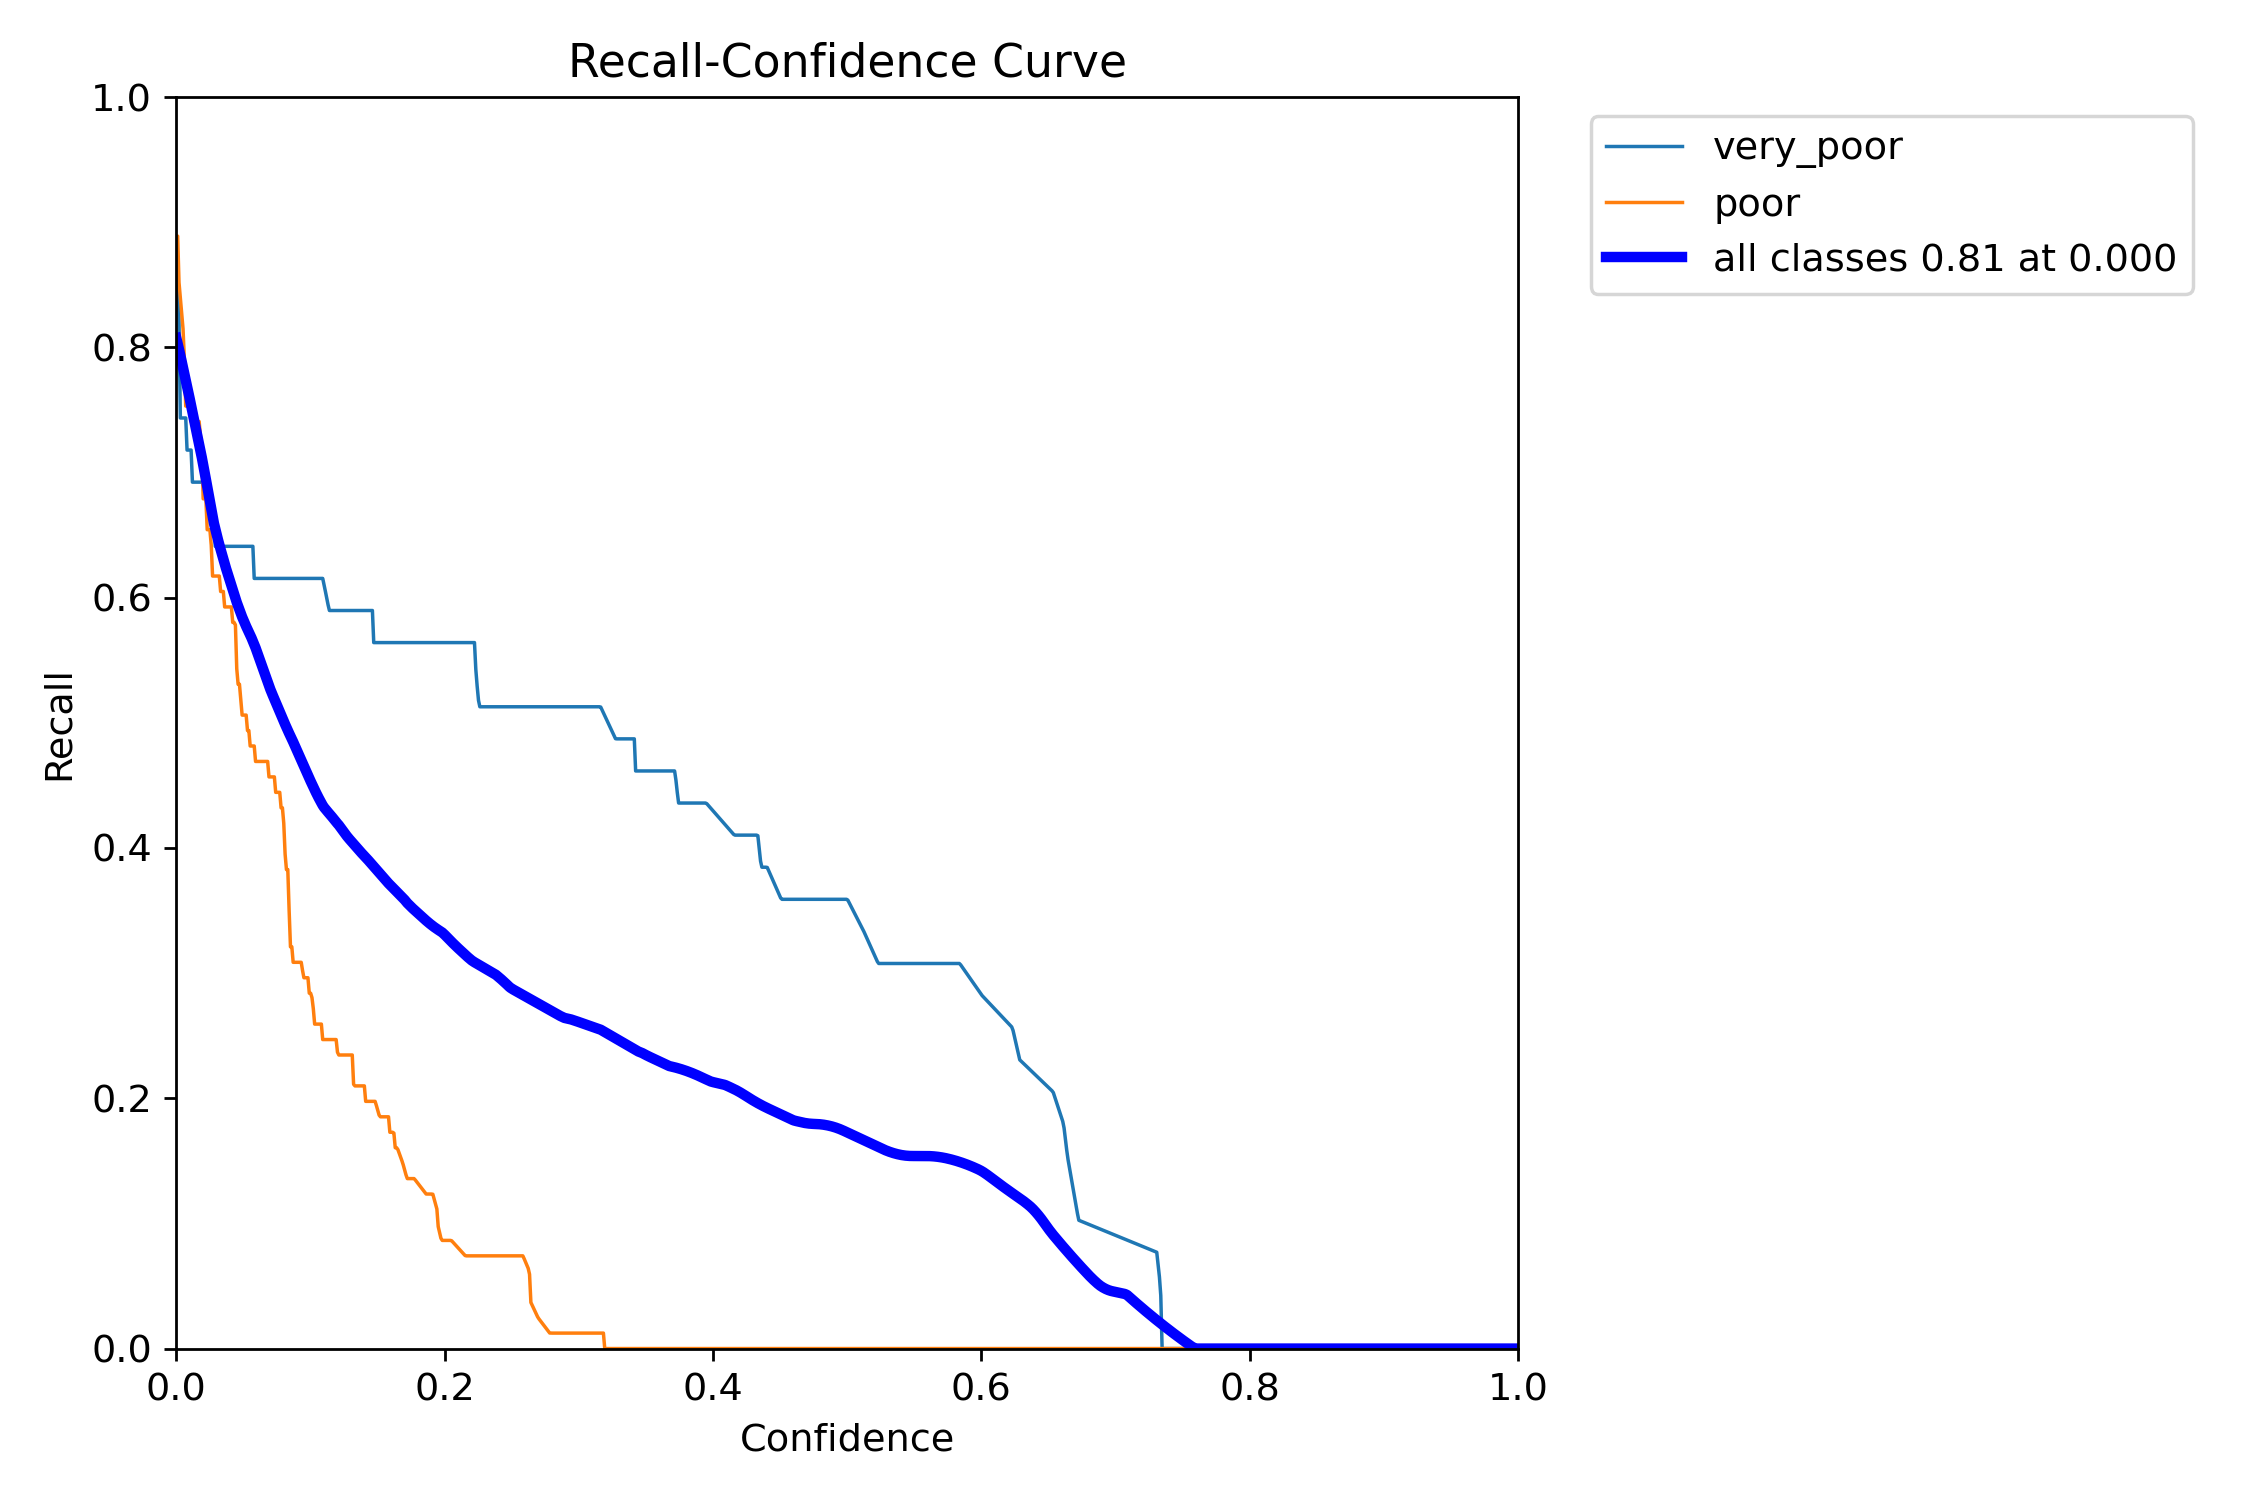 Recall-Confidence Curve
1.0
0.8
0.6
0.4
0.2
0.0
Recall
0.0 0.2 0.4 0.6 0.8 1.0
Confidence
very_poor
poor
all classes 0.81 at 0.000